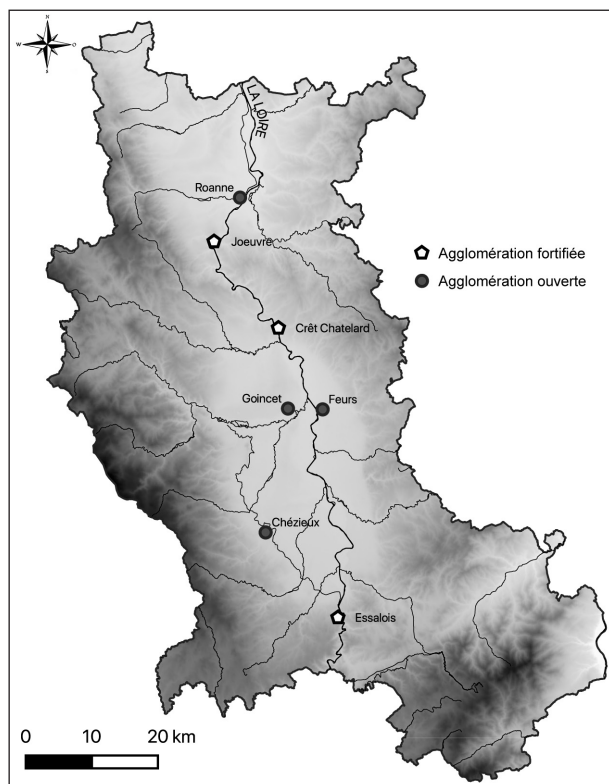 N
W
O
S
LA LOIRE
Roanne
Joeuvre
Agglomération fortifiée
Agglomération ouverte
Crêt Chatelard
Goincet
Feurs
Chézieux
Essalois
0 10 20 km